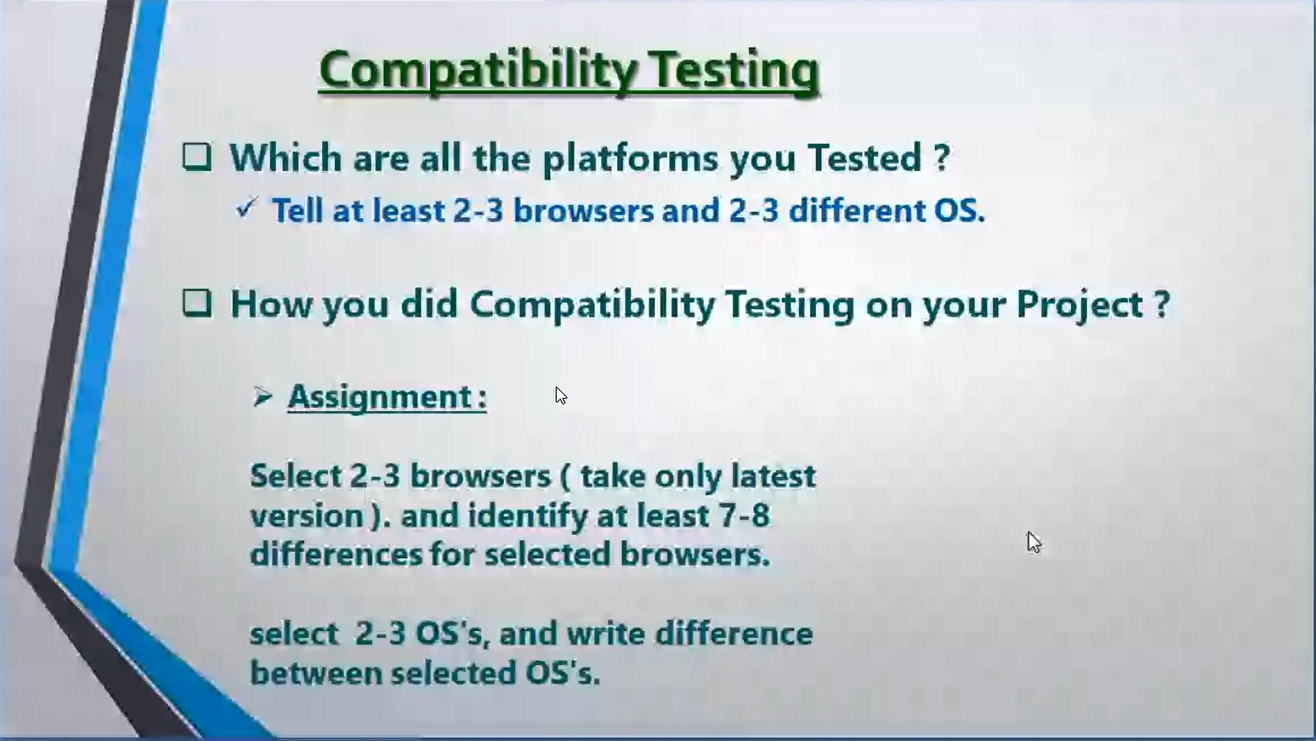 Compatibility Testing
Which are all the platforms you Tested ?
Tell at least 2-3 browsers and 2-3 different OS.
How you did Compatibility Testing on your Project ?
Assignment :
Select 2-3 browsers ( take only latest
version ). and identify at least 7-8
differences for selected browsers.
select 2-3 OS's, and write difference
between selected OS's.